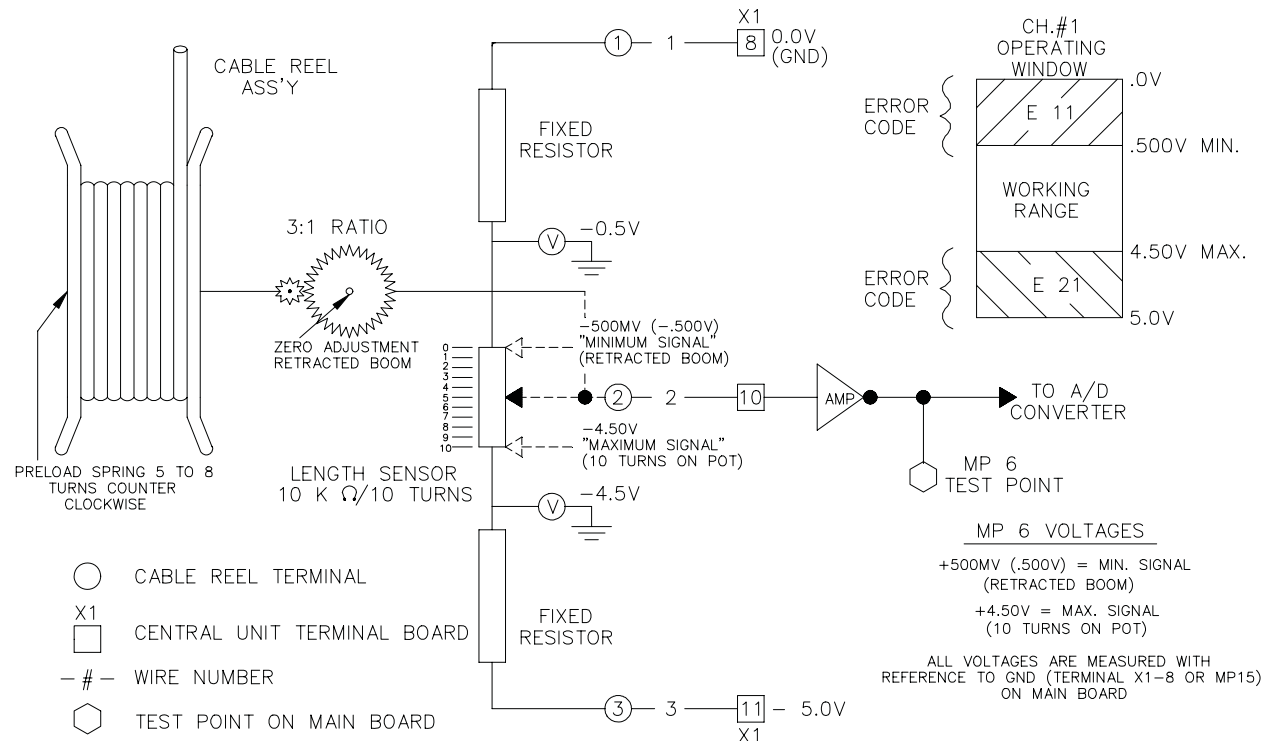 CABLE REEL
ASS'Y
3:1 RATIO
ZERO ADJUSTMENT
RETRACTED BOOM
PRELOAD SPRING 5 TO 8
TURNS COUNTER
CLOCKWISE
1
1
X1
8
0.0V
(GND)
FIXED
RESISTOR
V
-0.5V
0
1
2
3
4
5
6
7
8
9
10
LENGTH SENSOR
10 K Ω/10 TURNS
-500MV (-.500V)
"MINIMUM SIGNAL"
(RETRACTED BOOM)
2
2
10
AMP
TO A/D
CONVERTER
-4.50V
"MAXIMUM SIGNAL"
(10 TURNS ON POT)
MP 6
TEST POINT
V
-4.5V
FIXED
RESISTOR
3
3
11
- 5.0V
X1
CH.#1
OPERATING
WINDOW
.0V
ERROR
CODE
E 11
.500V MIN.
WORKING
RANGE
4.50V MAX.
ERROR
CODE
E 21
5.0V
MP 6 VOLTAGES
+500MV (.500V) = MIN. SIGNAL
(RETRACTED BOOM)
+4.50V = MAX. SIGNAL
(10 TURNS ON POT)
ALL VOLTAGES ARE MEASURED WITH
REFERENCE TO GND (TERMINAL X1-8 OR MP15)
ON MAIN BOARD
CABLE REEL TERMINAL
X1
CENTRAL UNIT TERMINAL BOARD
-#- WIRE NUMBER
TEST POINT ON MAIN BOARD